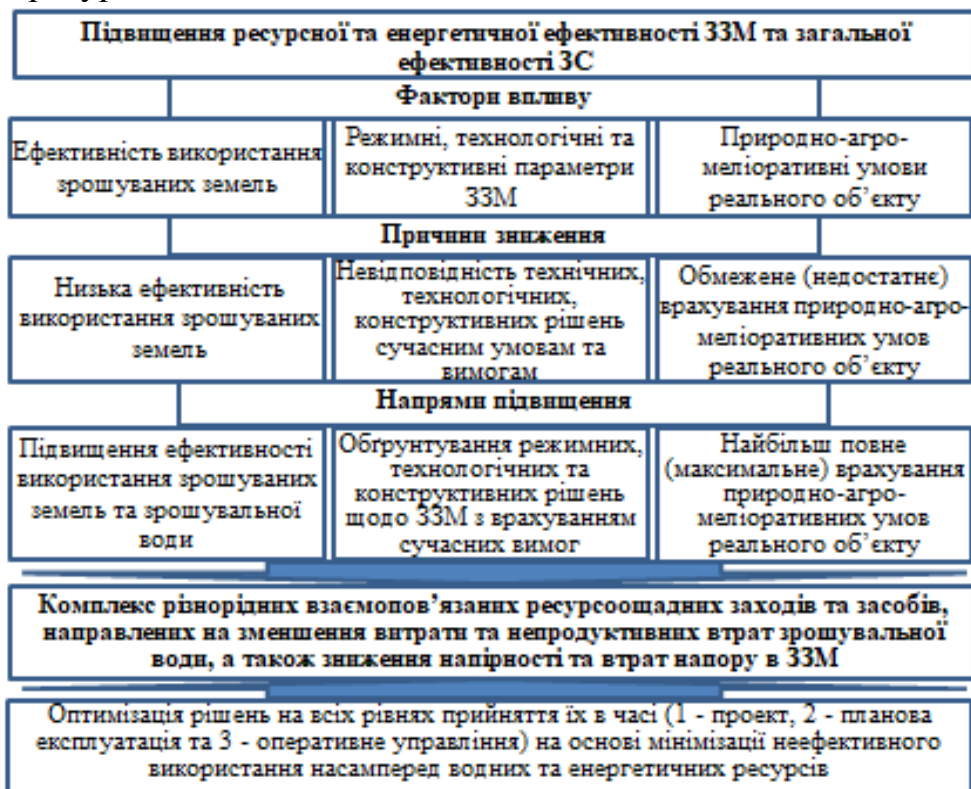 Підвищення ресурсної та енергетичної ефективності ЗЗМ та загальної
ефективності ЗС
Фактори впливу
Ефективність використання
зрошуваних земель
Режимні, технологічні та
конструктивні параметри
ЗЗМ
Природно-агро-
меліоративні умови
реального об’єкту
Причини зниження
Низька ефективність
використання зрошуваних
земель
Невідповідність технічних,
технологічних,
конструктивних рішень
сучасним умовам та
вимогам
Обмежене (недостатнє)
врахування природно-агро-
меліоративних умов
реального об’єкту
Напрями підвищення
Підвищення ефективності
використання зрошуваних
земель та зрошувальної
води
Обґрунтування режимних,
технологічних та
конструктивних рішень
щодо ЗЗМ з врахуванням
сучасних вимог
Найбільш повне
(максимальне) врахування
природно-агро-
меліоративних умов
реального об’єкту
Комплекс різнорідних взаємопов’язаних ресурсоощадних заходів та засобів,
направлених на зменшення витрати та непродуктивних втрат зрошувальної
води, а також зниження напірності та втрат напору в ЗЗМ
Оптимізація рішень на всіх рівнях прийняття їх в часі (1 - проект, 2 - планова
експлуатація та 3 - оперативне управління) на основі мінімізації неефективного
використання насамперед водних та енергетичних ресурсів